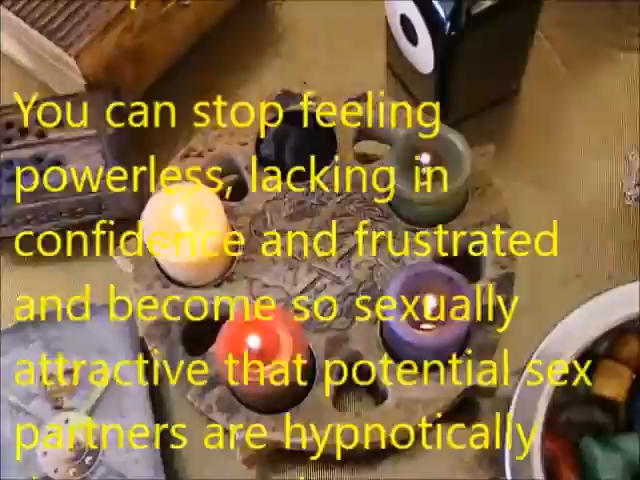 You can stop feeling
powerless, lacking in
confidence and frustrated
and become so sexually
attractive that potential sex
partners are hypnotically